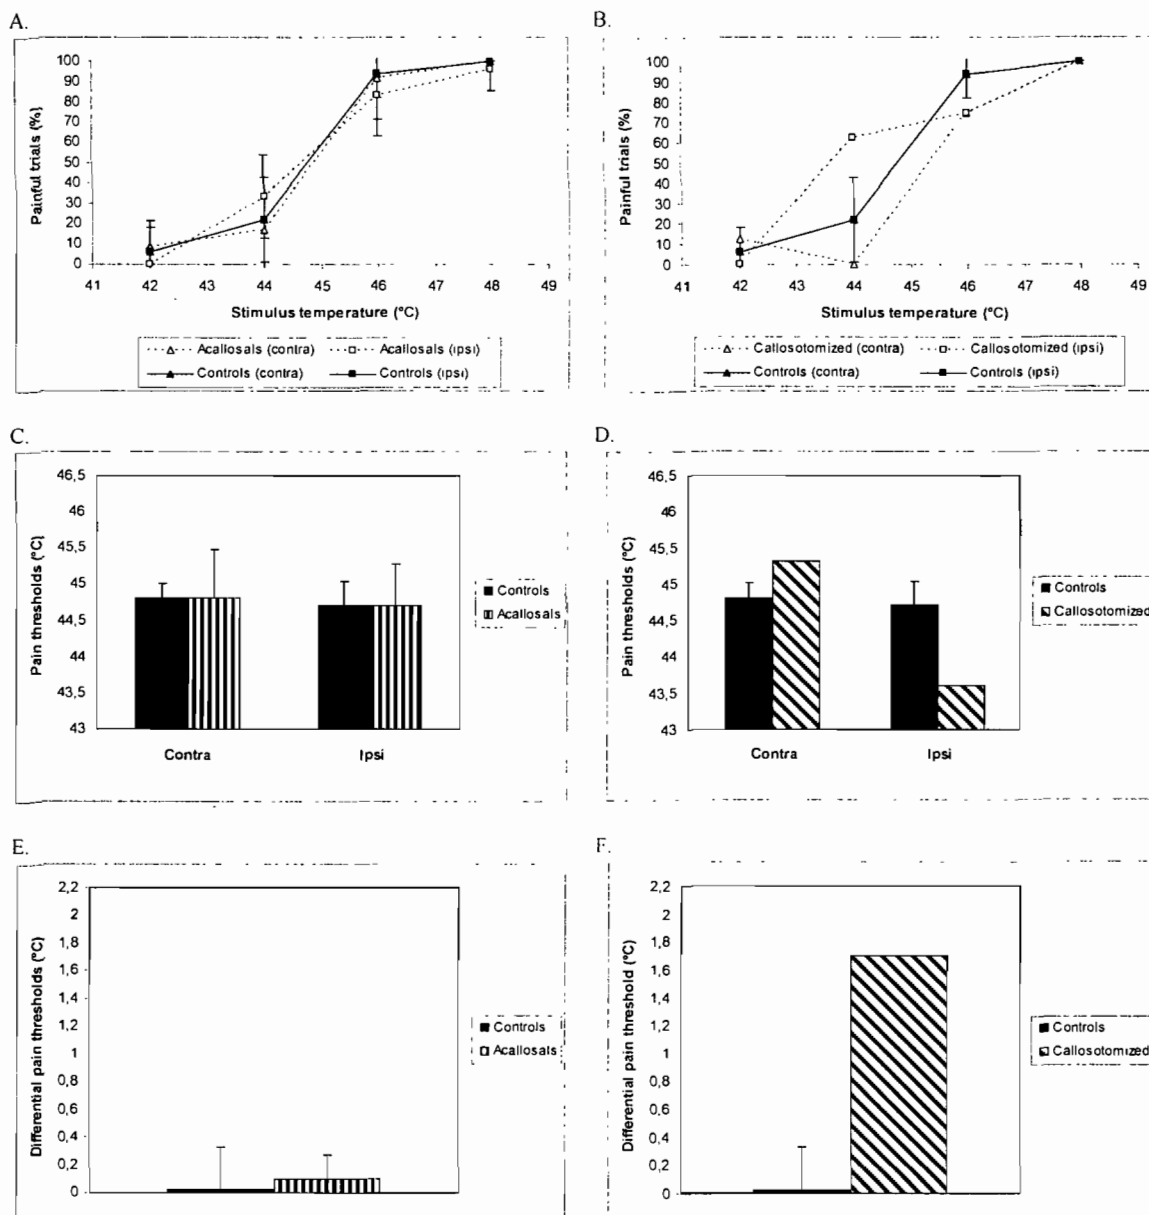 A.
100
90
80
70
60
50
40
30
20
10
0
Painful trials (%)
41 42 43 44 45 46 47 48 49
Stimulus temperature (°C)
Acallosals (contra) Acallosals (ipsi)
Controls (contra) Controls (ipsi)
B.
100
90
80
70
60
50
40
30
20
10
0
Painful trials (%)
41 42 43 44 45 46 47 48 49
Stimulus temperature (°C)
Callosotomized (contra) Callosotomized (ipsi)
Controls (contra) Controls (ipsi)
C.
46,5
46
45,5
45
44,5
44
43,5
43
Pain thresholds (°C)
Contra Ipsi
Controls
Acallosals
D.
46,5
46
45,5
45
44,5
44
43,5
43
Pain thresholds (°C)
Contra Ipsi
Controls
Callosotomized
E.
2,2
2
1,8
1,6
1,4
1,2
1
0,8
0,6
0,4
0,2
0
Differential pain thresholds (°C)
Controls
Acallosals
F.
2,2
2
1,8
1,6
1,4
1,2
1
0,8
0,6
0,4
0,2
0
Differential pain threshold (°C)
Controls
Callosotomized